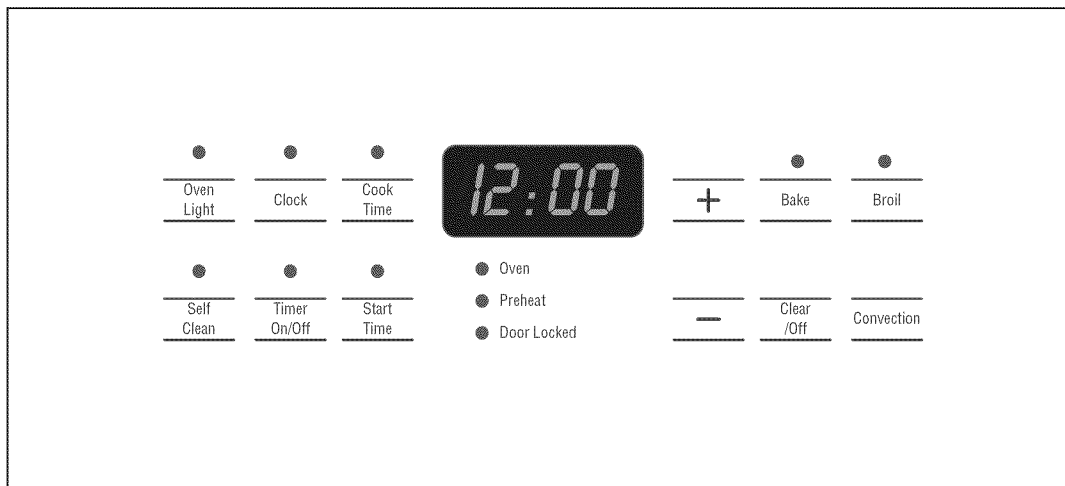 Oven
Light
Clock
Cook
Time
12:00
+
Bake
Broil
Self
Clean
Timer
On/Off
Start
Time
Oven
Preheat
Door Locked
-
Clear
/Off
Convection